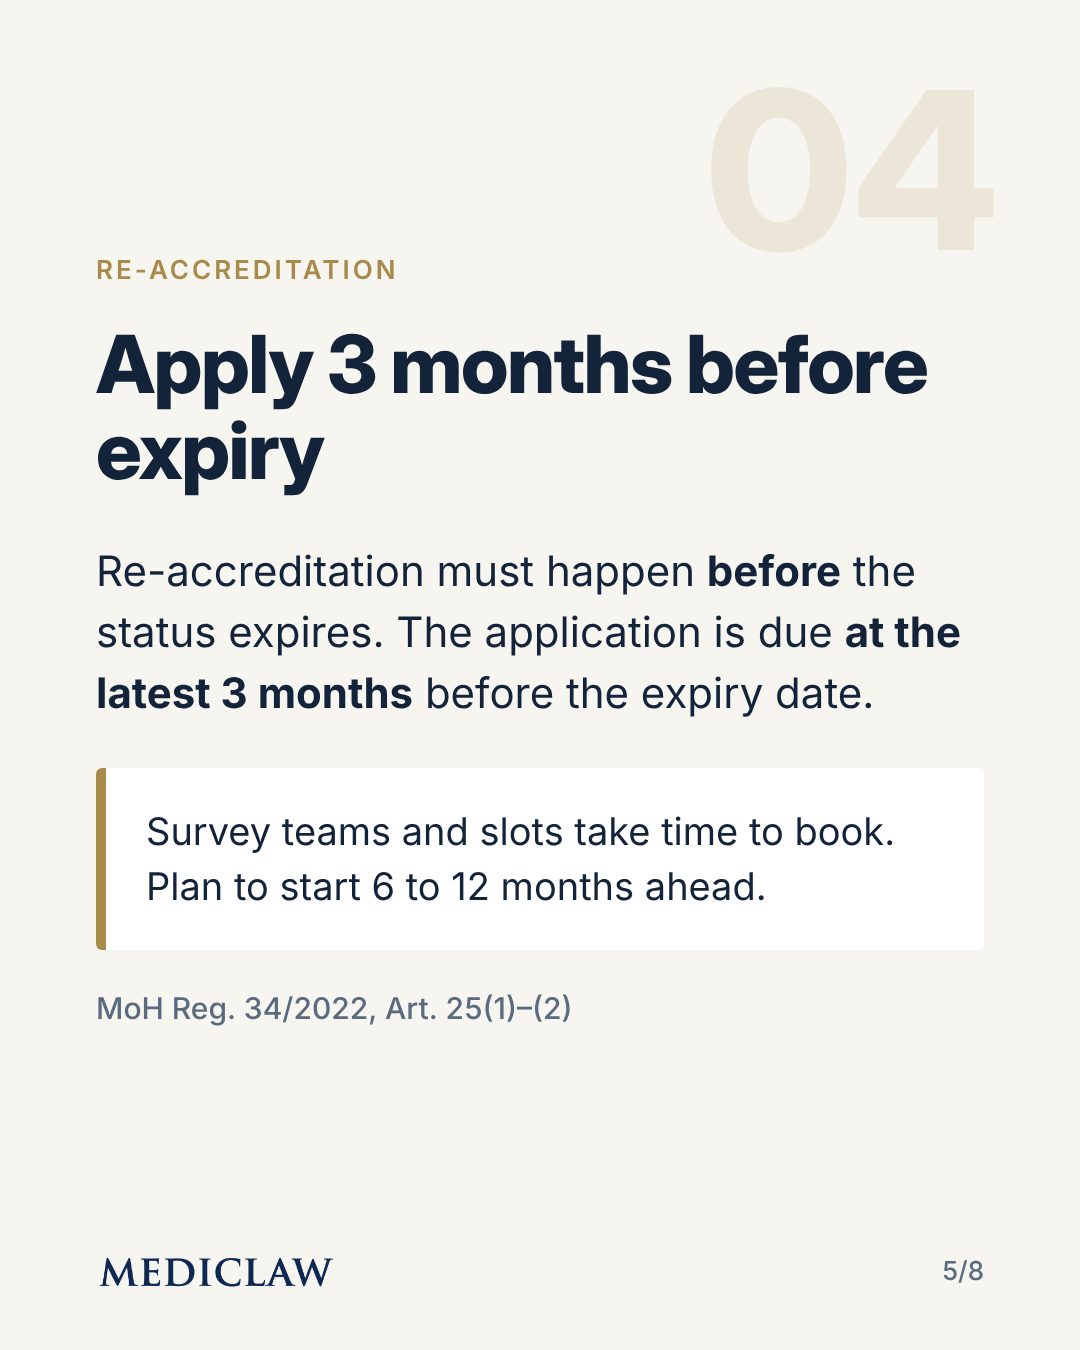 04
RE-ACCREDITATION
Apply 3 months before
expiry
Re-accreditation must happen before the
status expires. The application is due at the
latest 3 months before the expiry date.
Survey teams and slots take time to book.
Plan to start 6 to 12 months ahead.
MoH Reg. 34/2022, Art. 25(1)–(2)
MEDICLAW
5/8